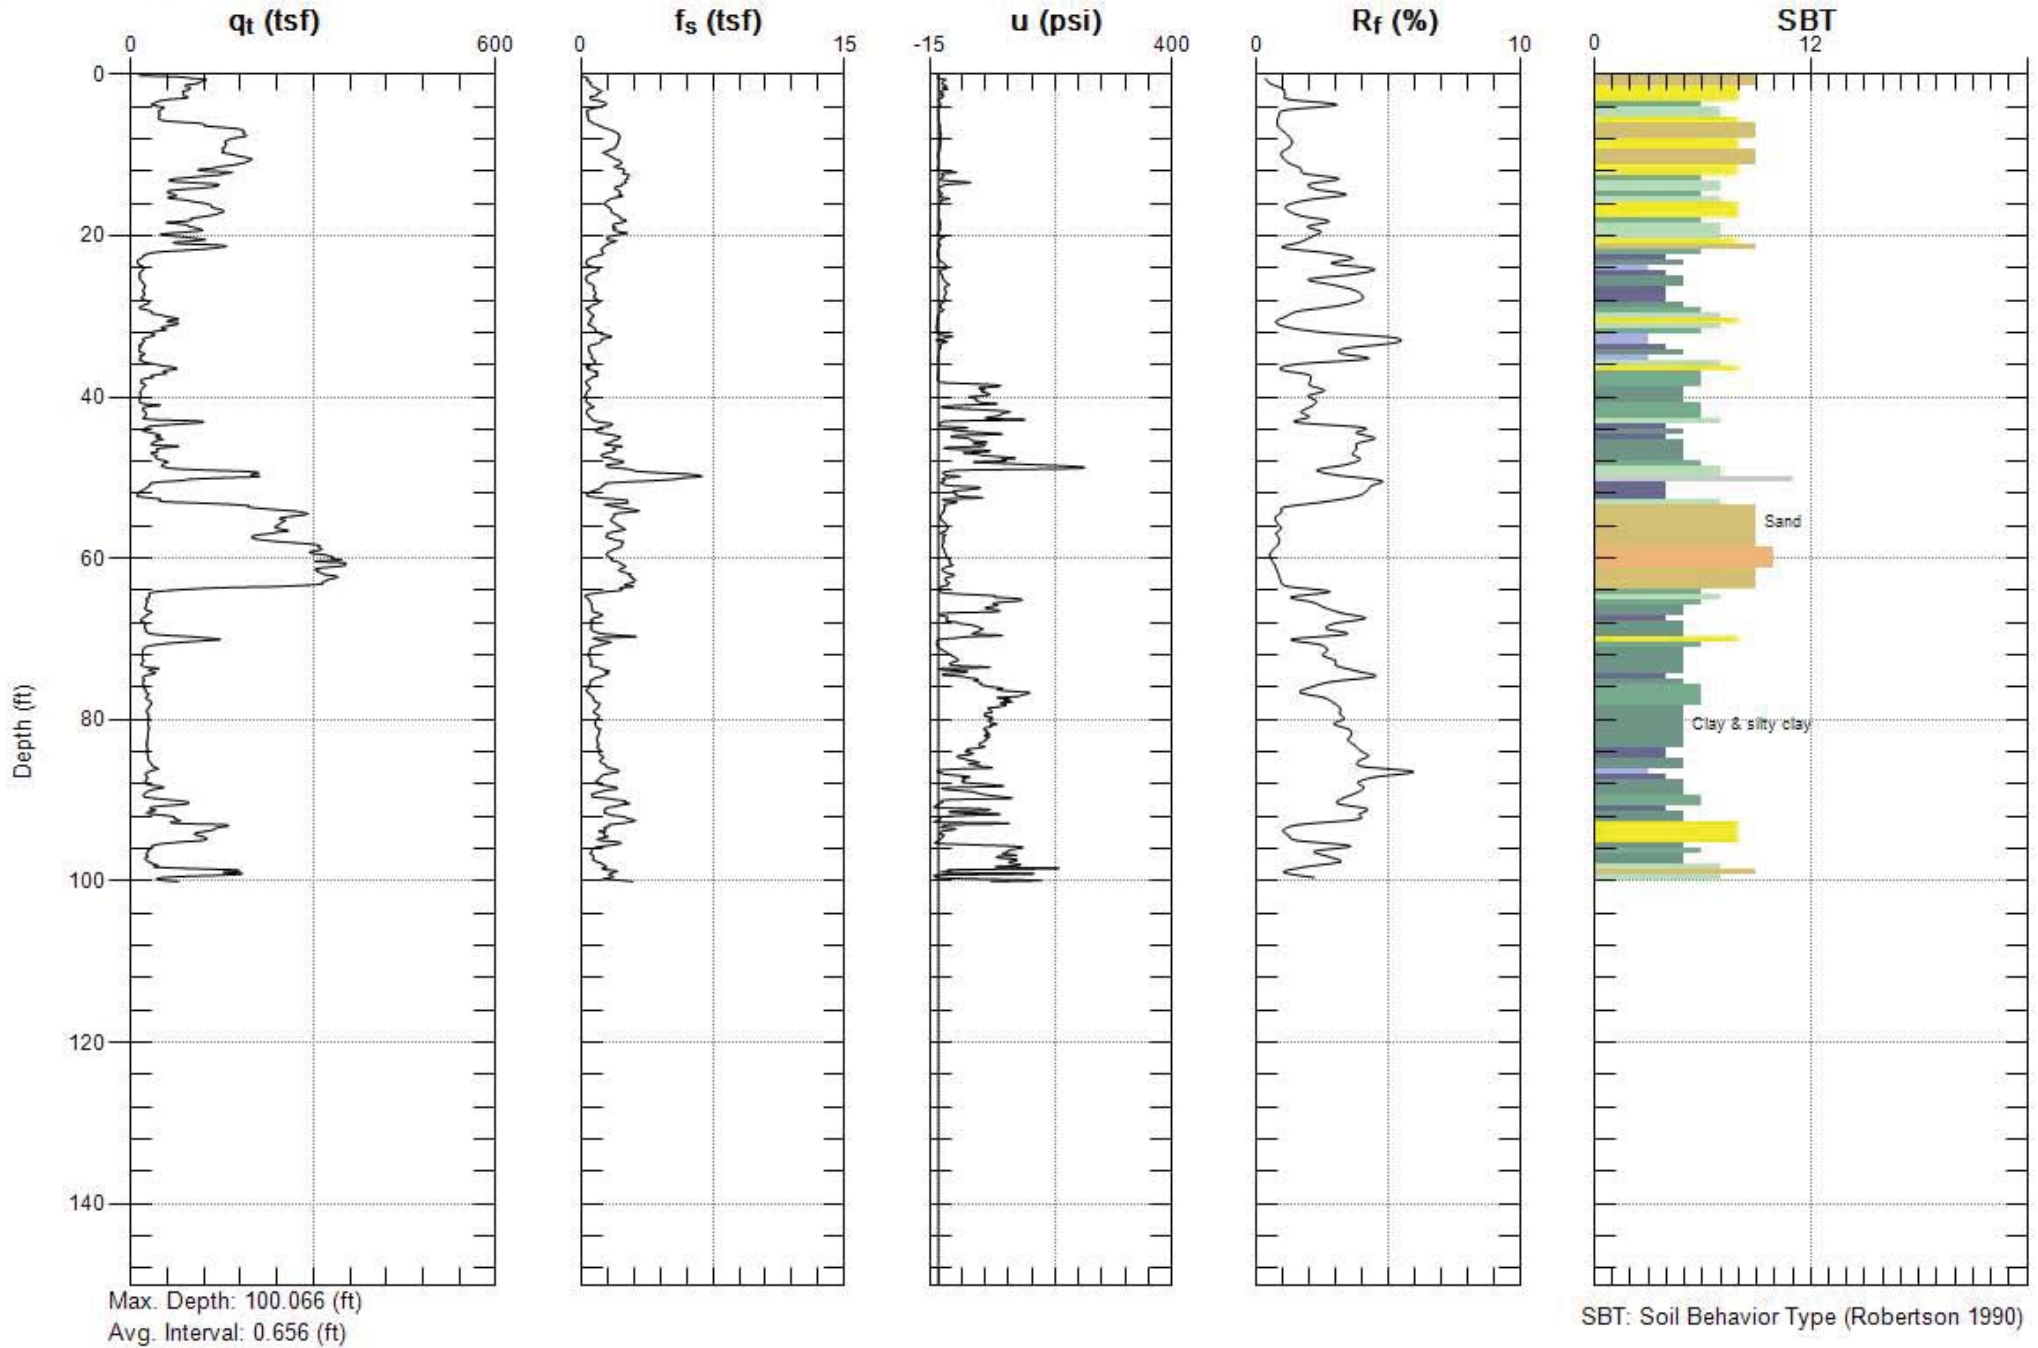 qt (tsf) fs (tsf) u (psi) Rf (%) SBT
0 600 0 15 -15 400 0 10 0 12
0
20
40
Sand
60
Depth (ft)
80 Clay & silty clay
100
120
140
Max. Depth: 100.066 (ft)
Avg. Interval: 0.656 (ft)
SBT: Soil Behavior Type (Robertson 1990)